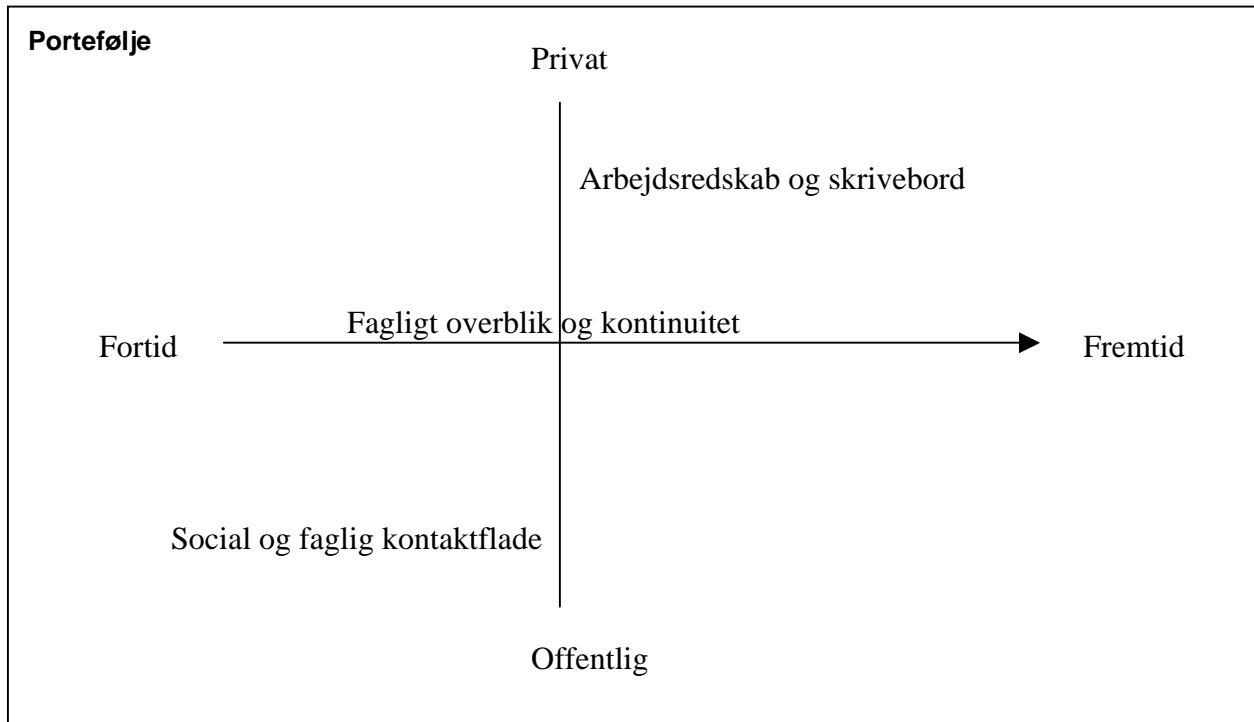 Portefølje
Privat
Arbejdsredskab og skrivebord
Fagligt overblik og kontinuitet
Fortid
Fremtid
Social og faglig kontaktflade
Offentlig